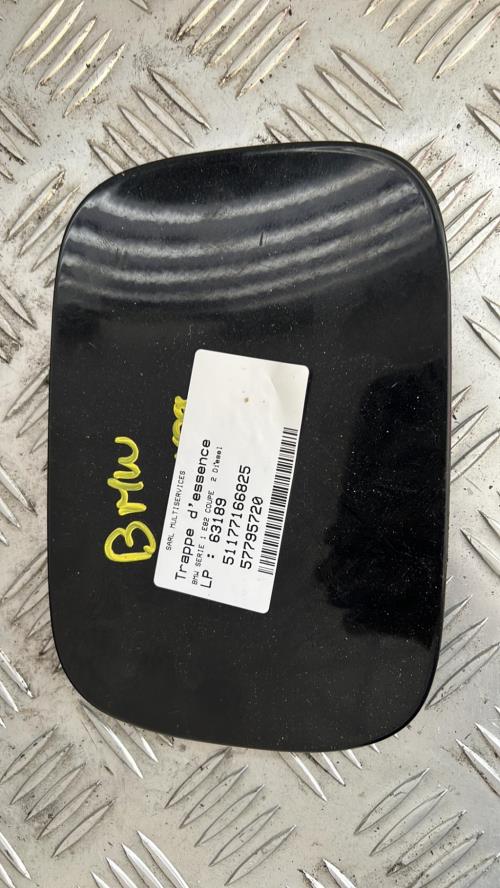 BMW
SARL MULTISERVICES
Trappe d'essence
BMW SERIE 1 E82 COUPE 2 Diesel
LP : 63189
51177166825
57795720